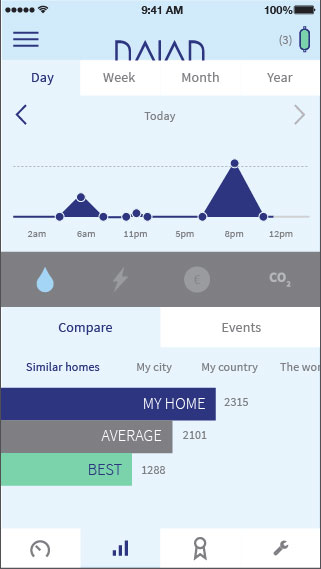 9:41 AM 100%
(3)
DAIAD
Day Week Month Year
Today
2am 6am 11pm 5pm 8pm 12pm
€ CO2
Compare Events
Similar homes My city My country The wor
MY HOME 2315
AVERAGE 2101
BEST 1288